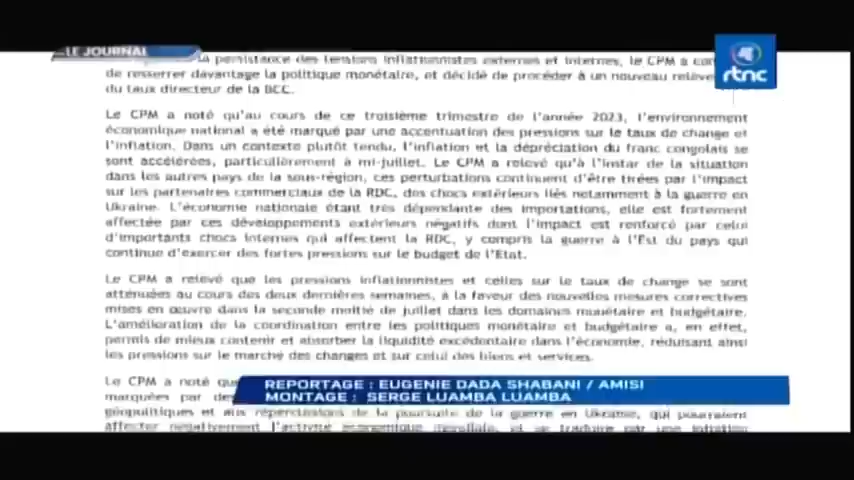 LE JOURNAL
rtnc
la persistance des tensions inflationnistes externes et internes, le CPM a
de resserrer davantage la politique monétaire, et décidé de procéder à un nouveau
du taux directeur de la BCC.
Le CPM a noté qu'au cours de ce troisième trimestre de l'année 2023, l'environnement
économique national a été marqué par une accentuation des pressions sur le taux de change et
l'inflation. Dans un contexte plutôt tendu, l'inflation et la dépréciation du franc congolais se
sont accélérées, particulièrement à mi-juillet. Le CPM a relevé qu'à l'instar de la situation
dans les autres pays de la sous-région, ces perturbations continuent d'être tirées par l'impact
sur les partenaires commerciaux de la RDC, des chocs extérieurs liés notamment à la guerre en
Ukraine. L'économie nationale étant très dépendante des importations, elle est fortement
affectée par ces développements extérieurs négatifs dont l'impact est renforcé par celui
d'importants chocs internes qui affectent la RDC, y compris la guerre à l'Est du pays qui
continue d'exercer des fortes pressions sur le budget de l'Etat.
Le CPM a relevé que les pressions inflationnistes et celles sur le taux de change se sont
atténuées au cours des deux dernières semaines, à la faveur des nouvelles mesures correctives
mises en œuvre dans la seconde moitié de juillet dans les domaines monétaire et budgétaire.
L'amélioration de la coordination entre les politiques monétaire et budgétaire a, en effet,
permis de mieux contenir et absorber la liquidité excédentaire dans l'économie, réduisant ainsi
les pressions sur le marché des changes et sur celui des biens et services.
Le CPM a noté
marquées par
REPORTAGE : EUGENIE DADA SHABANI / AMISI
MONTAGE : SERGE LUAMBA LUAMBA
géopolitiques et aux répercussions de la poursuite de la guerre en Ukraine, qui pourraient
affecter négativement l'activité économique mondiale, et se traduire par une inflation